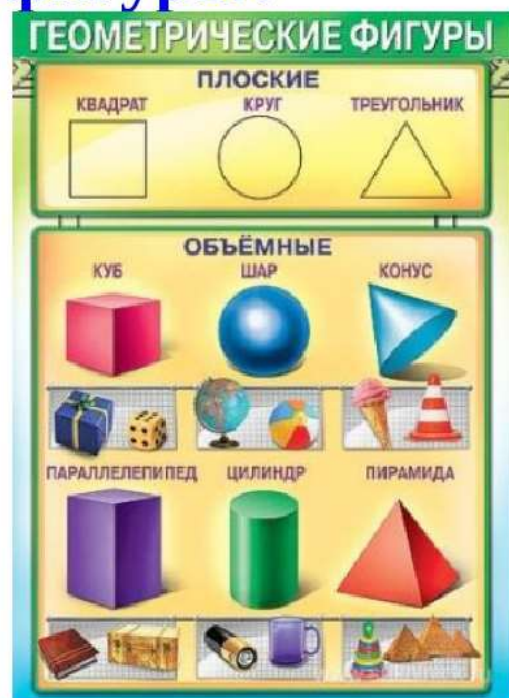 ГЕОМЕТРИЧЕСКИЕ ФИГУРЫ
ПЛОСКИЕ
КВАДРАТ КРУГ ТРЕУГОЛЬНИК
ОБЪЁМНЫЕ
КУБ ШАР КОНУС
ПАРАЛЛЕЛЕПИПЕД ЦИЛИНДР ПИРАМИДА